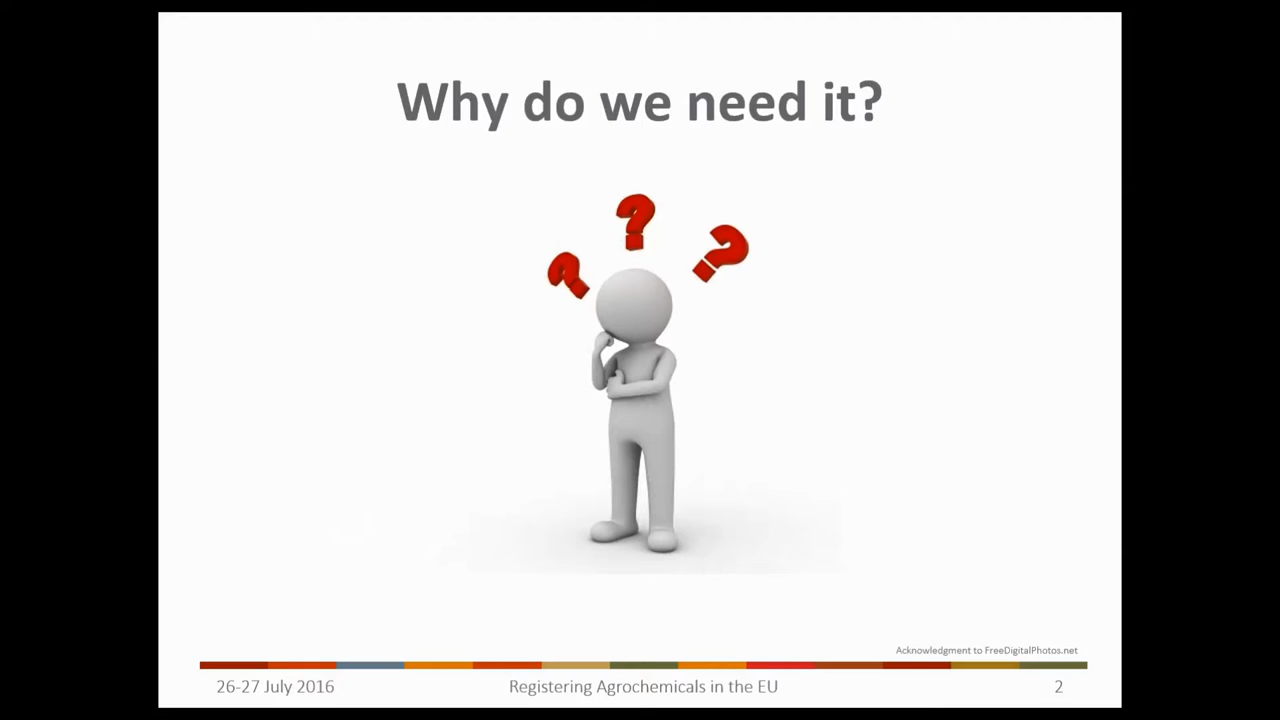 Why do we need it?
Acknowledgment to FreeDigitalPhotos.net
26-27 July 2016
Registering Agrochemicals in the EU
2